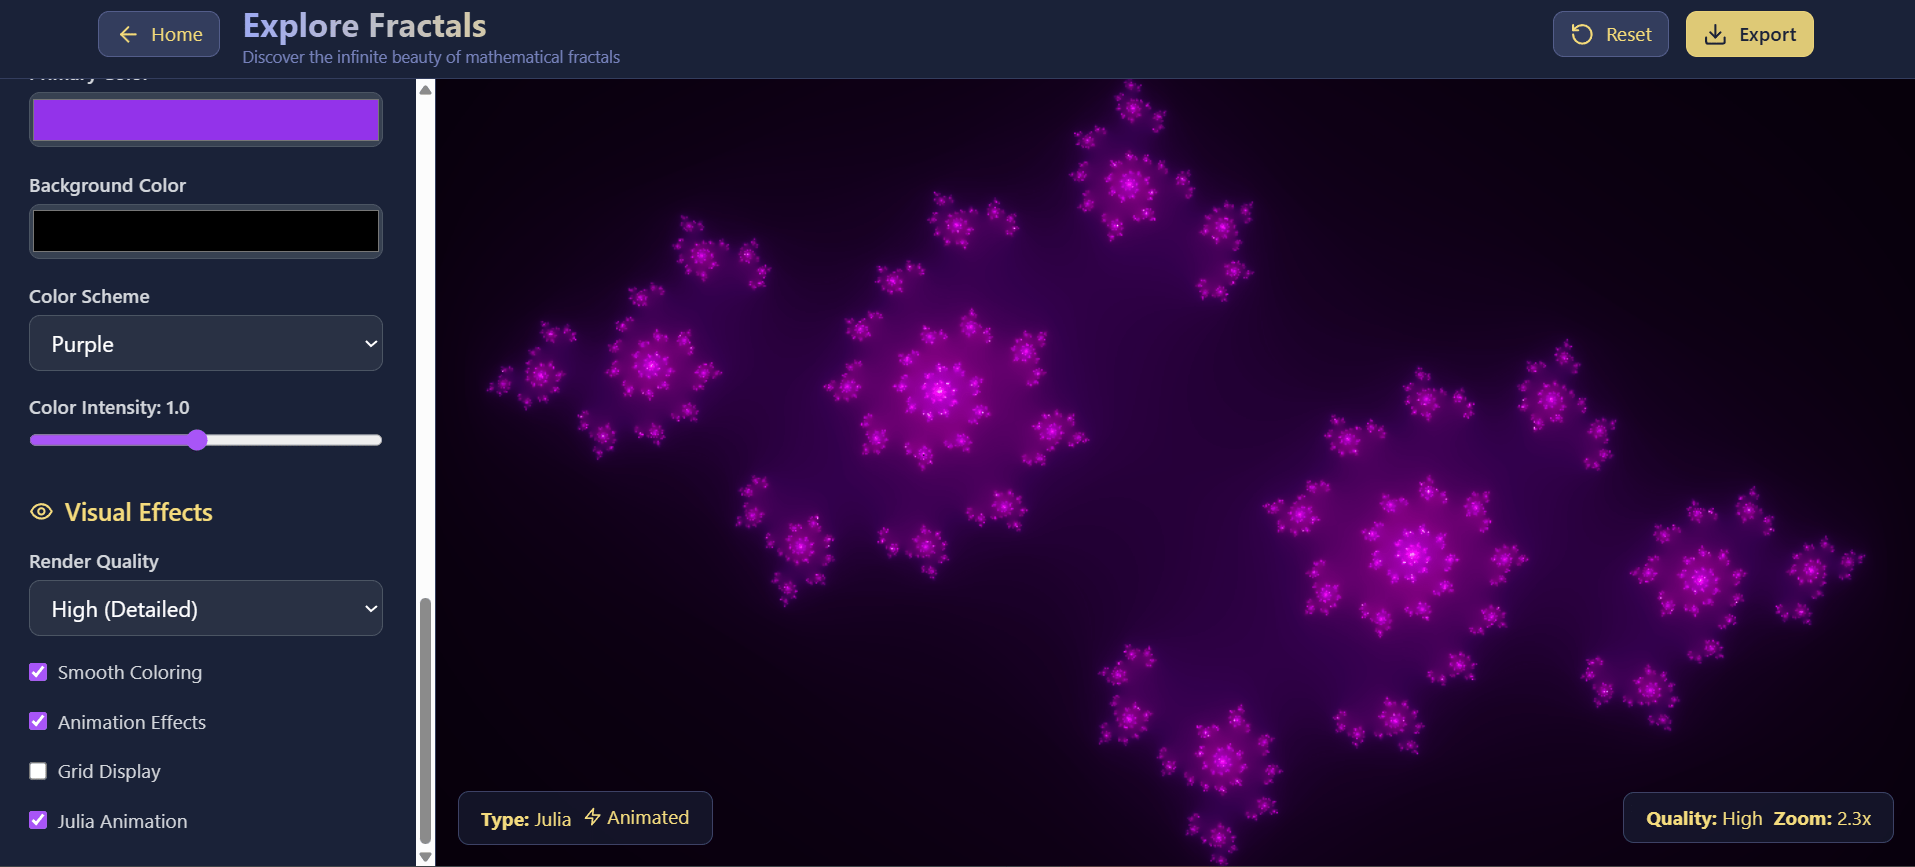 Home
Explore Fractals
Discover the infinite beauty of mathematical fractals
Reset
Export
Primary Color
Background Color
Color Scheme
Purple
Color Intensity: 1.0
Visual Effects
Render Quality
High (Detailed)
Smooth Coloring
Animation Effects
Grid Display
Julia Animation
Type: Julia Animated
Quality: High Zoom: 2.3x